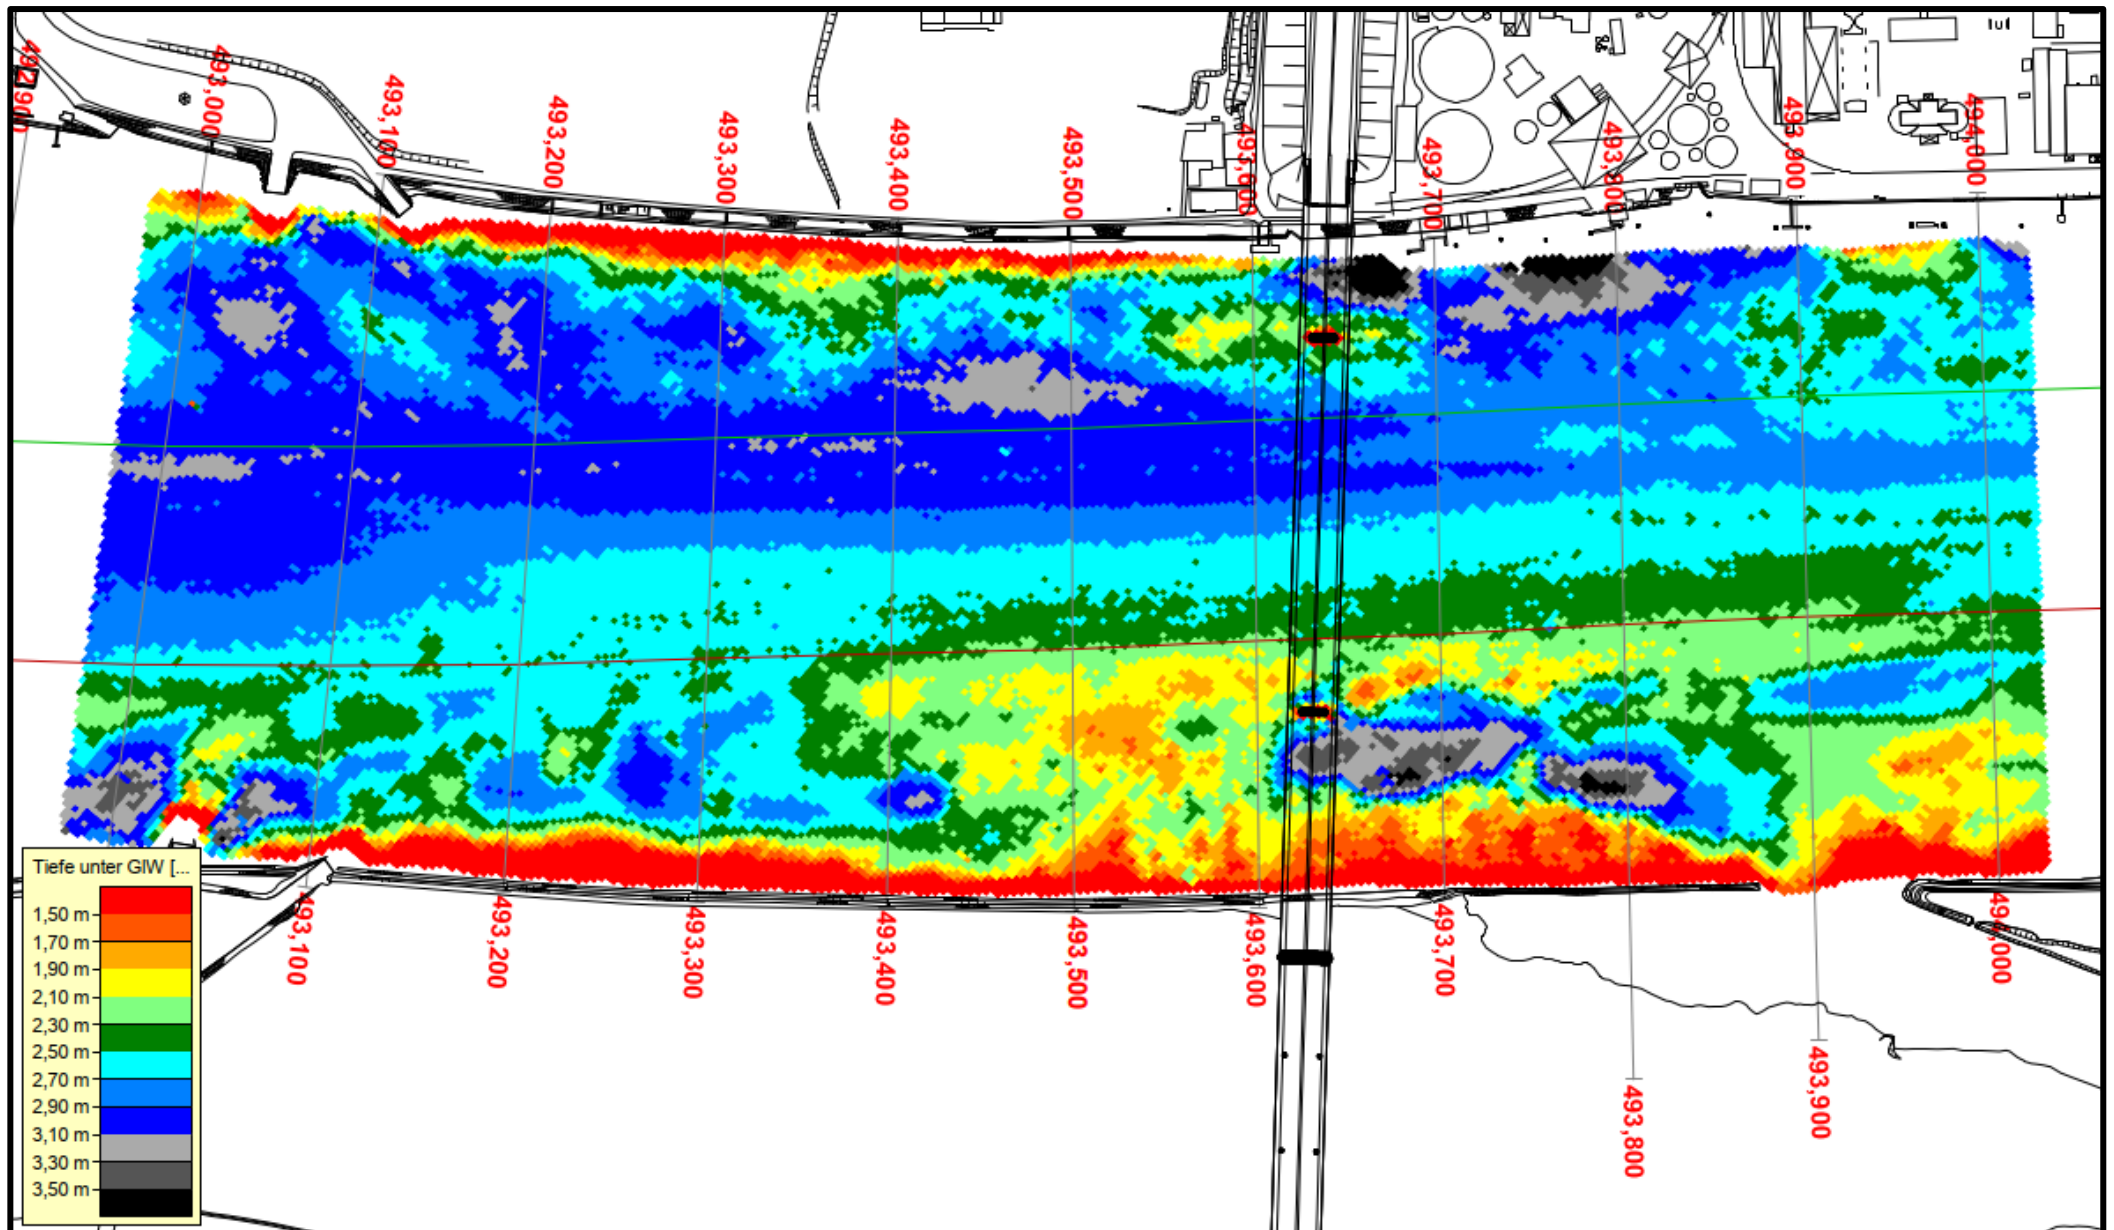 492,900
493,000
493,100
493,200
493,300
493,400
493,500
493,600
493,700
493,800
493,900
494,000
493,100
493,200
493,300
493,400
493,500
493,600
493,700
493,800
493,900
494,000
Tiefe unter GlW [...
1,50 m
1,70 m
1,90 m
2,10 m
2,30 m
2,50 m
2,70 m
2,90 m
3,10 m
3,30 m
3,50 m